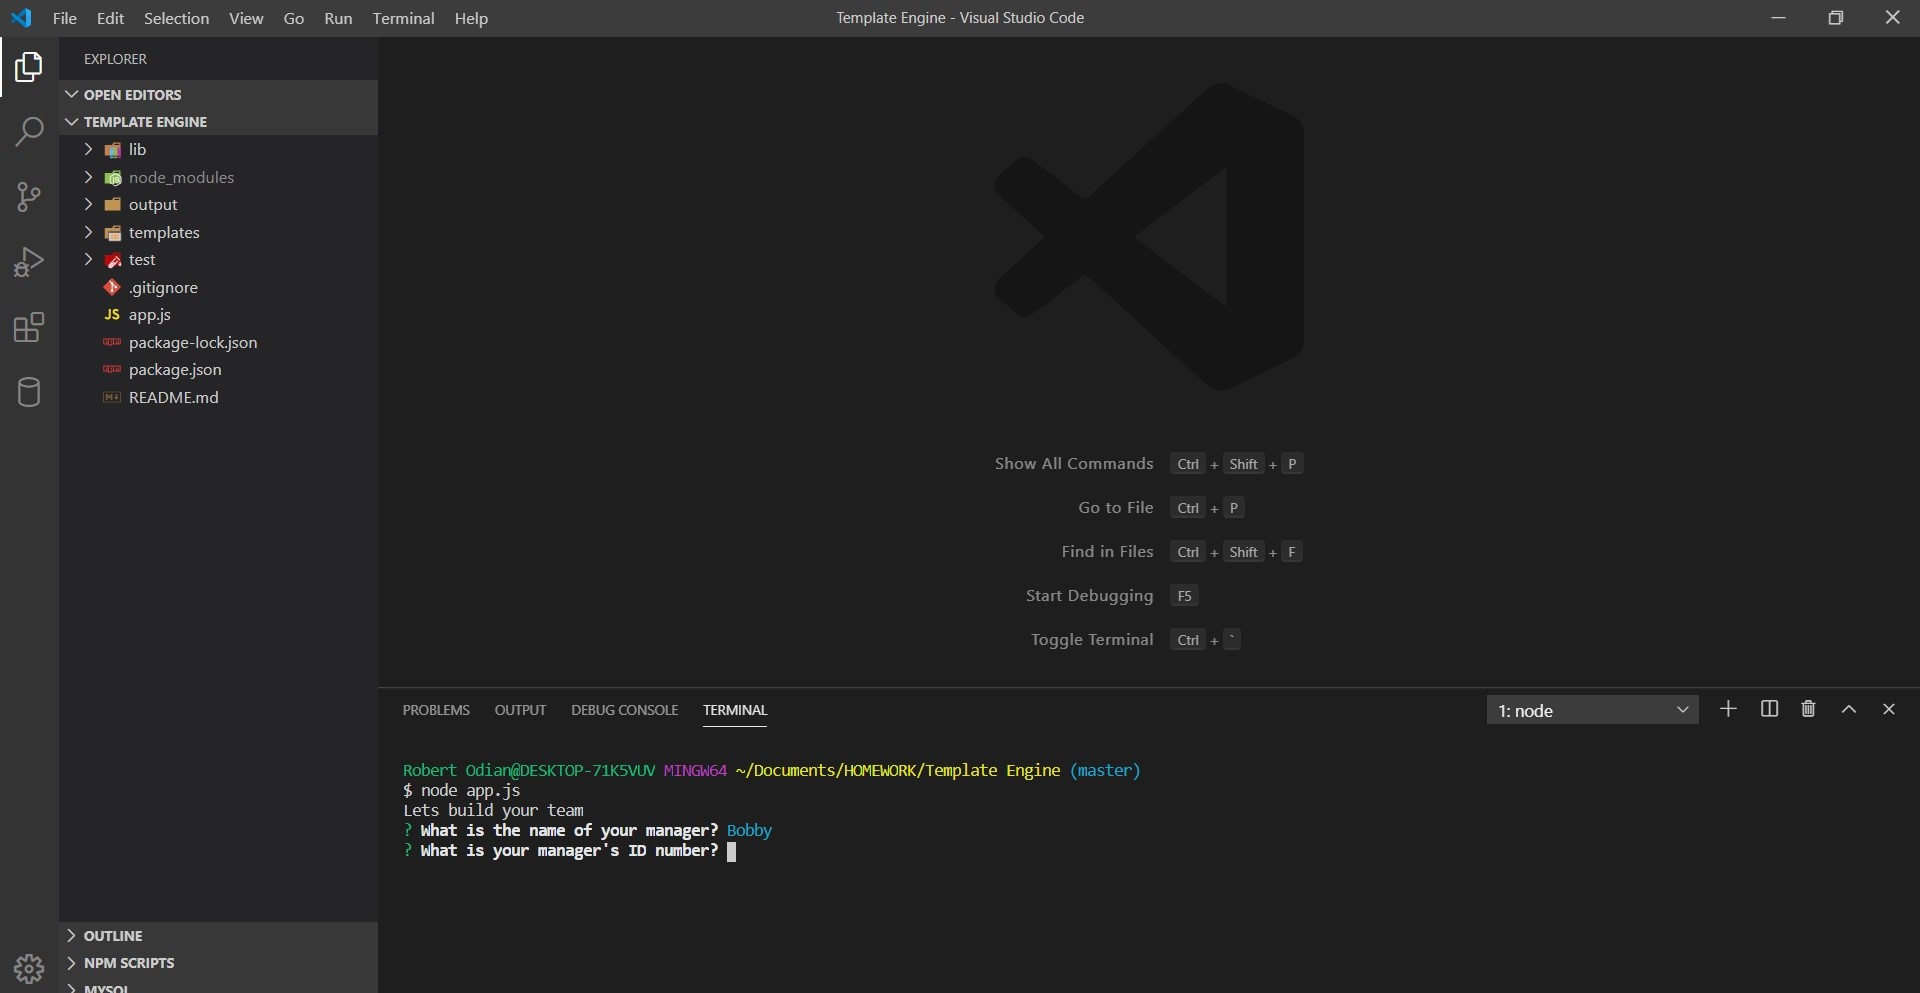 File Edit Selection View Go Run Terminal Help
Template Engine - Visual Studio Code
EXPLORER
OPEN EDITORS
TEMPLATE ENGINE
lib
node_modules
output
templates
test
.gitignore
JS app.js
package-lock.json
package.json
README.md
OUTLINE
NPM SCRIPTS
MYSQL
Show All Commands Ctrl + Shift + P
Go to File Ctrl + P
Find in Files Ctrl + Shift + F
Start Debugging F5
Toggle Terminal Ctrl + `
PROBLEMS OUTPUT DEBUG CONSOLE TERMINAL
1: node
Robert Odian@DESKTOP-71K5VUV MINGW64 ~/Documents/HOMEWORK/Template Engine (master)
$ node app.js
Lets build your team
? What is the name of your manager? Bobby
? What is your manager's ID number?